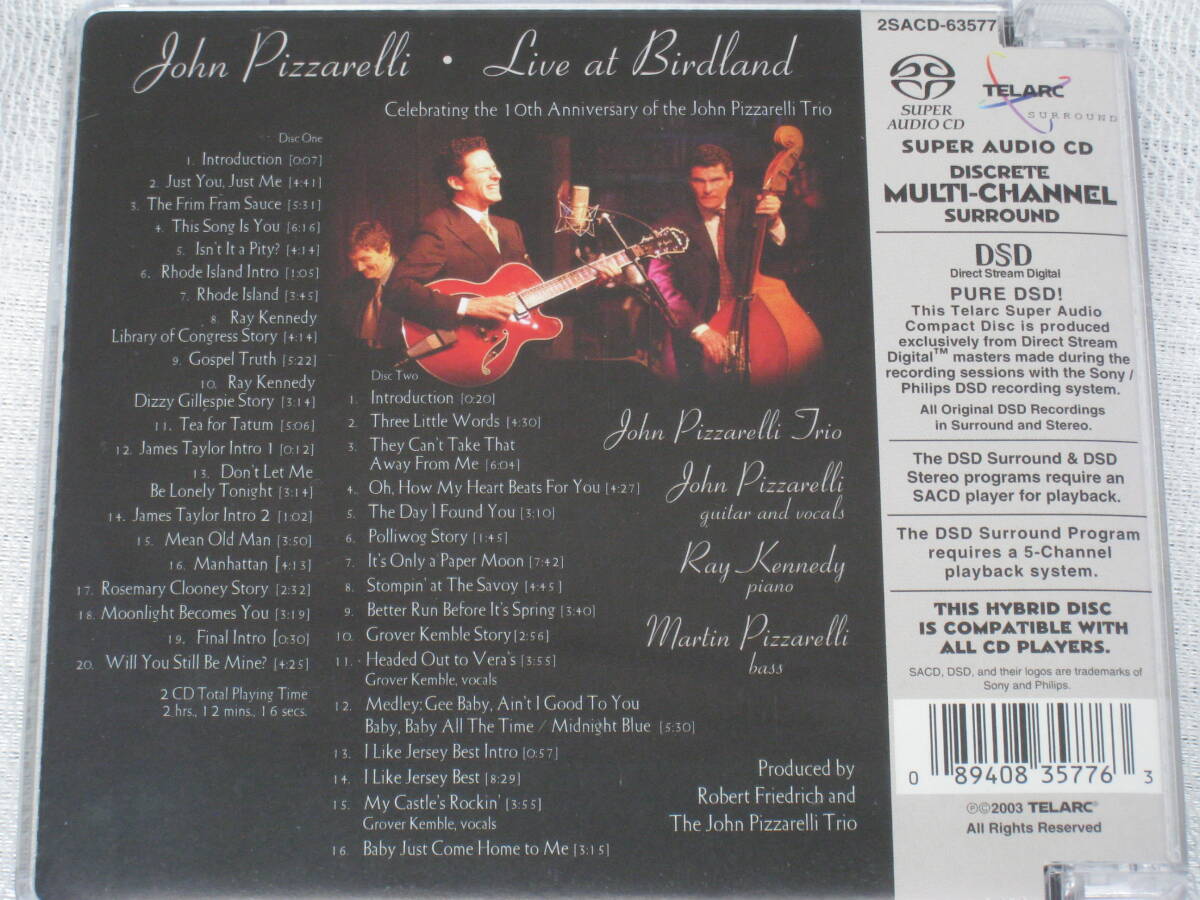 John Pizzarelli • Live at Birdland
Celebrating the 10th Anniversary of the John Pizzarelli Trio
Disc One
1. Introduction [0:07]
2. Just You, Just Me [4:41]
3. The Frim Fram Sauce [5:31]
4. This Song Is You [6:16]
5. Isn't It a Pity? [4:14]
6. Rhode Island Intro [1:05]
7. Rhode Island [3:45]
8. Ray Kennedy
Library of Congress Story [4:14]
9. Gospel Truth [5:22]
10. Ray Kennedy
Dizzy Gillespie Story [3:14]
11. Tea for Tatum [5:06]
12. James Taylor Intro 1 [0:12]
13. Don't Let Me
Be Lonely Tonight [3:14]
14. James Taylor Intro 2 [1:02]
15. Mean Old Man [3:50]
16. Manhattan [4:13]
17. Rosemary Clooney Story [2:32]
18. Moonlight Becomes You [3:19]
19. Final Intro [0:30]
20. Will You Still Be Mine? [4:25]
2 CD Total Playing Time
2 hrs., 12 mins., 16 secs.
Disc Two
1. Introduction [0:20]
2. Three Little Words [4:30]
3. They Can't Take That
Away From Me [6:04]
4. Oh, How My Heart Beats For You [4:27]
5. The Day I Found You [3:10]
6. Polliwog Story [1:45]
7. It's Only a Paper Moon [7:42]
8. Stompin' at The Savoy [4:45]
9. Better Run Before It's Spring [3:40]
10. Grover Kemble Story [2:56]
11. Headed Out to Vera's [3:55]
Grover Kemble, vocals
12. Medley: Gee Baby, Ain't I Good To You
Baby, Baby All The Time / Midnight Blue [5:30]
13. I Like Jersey Best Intro [0:57]
14. I Like Jersey Best [8:29]
15. My Castle's Rockin' [3:55]
Grover Kemble, vocals
16. Baby Just Come Home to Me [3:15]
John Pizzarelli Trio
John Pizzarelli
guitar and vocals
Ray Kennedy
piano
Martin Pizzarelli
bass
Produced by
Robert Friedrich and
The John Pizzarelli Trio
2SACD-63577
SUPER
AUDIO CD
TELARC
SURROUND
SUPER AUDIO CD
DISCRETE
MULTI-CHANNEL
SURROUND
DSD
Direct Stream Digital
PURE DSD!
This Telarc Super Audio
Compact Disc is produced
exclusively from Direct Stream
Digital™ masters made during the
recording sessions with the Sony /
Philips DSD recording system.
All Original DSD Recordings
in Surround and Stereo.
The DSD Surround & DSD
Stereo programs require an
SACD player for playback.
The DSD Surround Program
requires a 5-Channel
playback system.
THIS HYBRID DISC
IS COMPATIBLE WITH
ALL CD PLAYERS.
SACD, DSD, and their logos are trademarks of
Sony and Philips.
0 89408 35776 3
℗©2003 TELARC®
All Rights Reserved